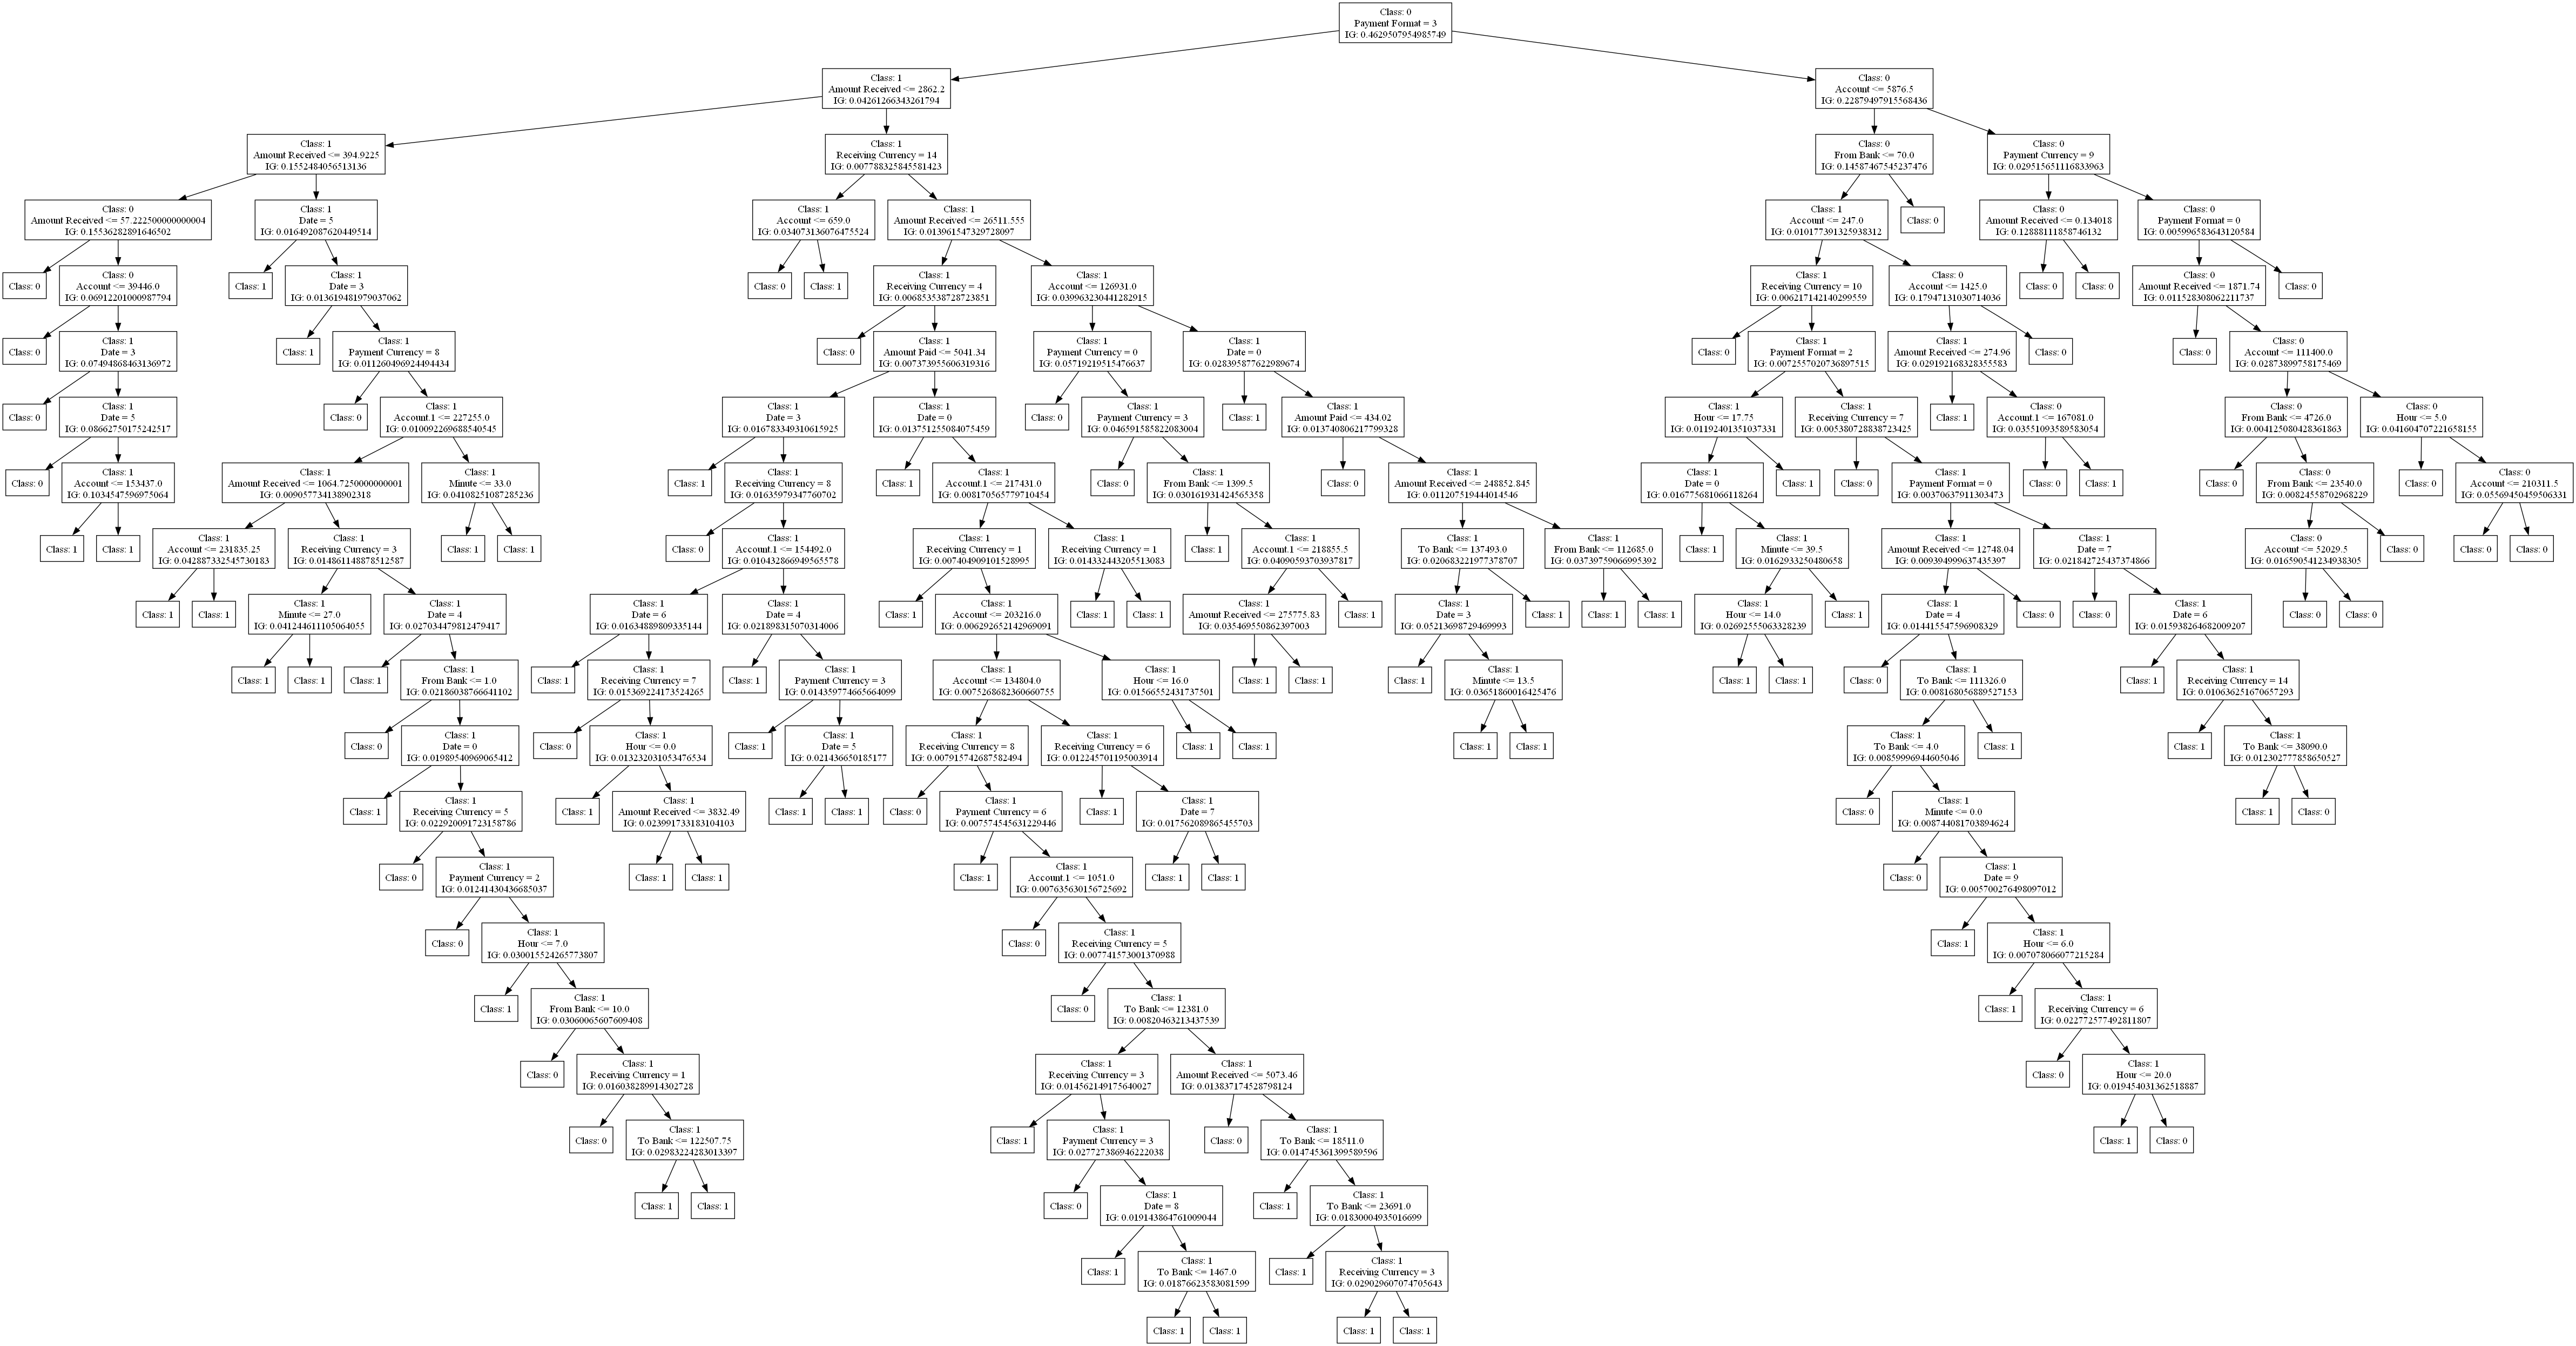 Class: 0
Payment Format = 3
IG: 0.4629507954985749
Class: 1
Amount Received <= 2862.2
IG: 0.04261266343261794
Class: 0
Account <= 5876.5
IG: 0.22879497915568436
Class: 1
Amount Received <= 394.9225
IG: 0.1552484056513136
Class: 1
Receiving Currency = 14
IG: 0.007788325845581423
Class: 0
From Bank <= 70.0
IG: 0.14587467545237476
Class: 0
Payment Currency = 9
IG: 0.029515651116833963
Class: 0
Amount Received <= 57.222500000000004
IG: 0.15536282891646502
Class: 1
Date = 5
IG: 0.016492087620449514
Class: 1
Account <= 659.0
IG: 0.034073136076475524
Class: 1
Amount Received <= 26511.555
IG: 0.013961547329728097
Class: 1
Account <= 247.0
IG: 0.010177391325938312
Class: 0
Class: 0
Amount Received <= 0.134018
IG: 0.12888111858746132
Class: 0
Payment Format = 0
IG: 0.005996583643120584
Class: 0
Class: 0
Account <= 39446.0
IG: 0.06912201000987794
Class: 1
Class: 1
Date = 3
IG: 0.013619481979037062
Class: 0
Class: 1
Class: 1
Receiving Currency = 4
IG: 0.006853538728723851
Class: 1
Account <= 126931.0
IG: 0.039963230441282915
Class: 1
Receiving Currency = 10
IG: 0.006217142140299559
Class: 0
Account <= 1425.0
IG: 0.17947131030714036
Class: 0
Class: 0
Class: 0
Amount Received <= 1871.74
IG: 0.011528308062211737
Class: 0
Class: 0
Class: 1
Date = 3
IG: 0.07494868463136972
Class: 1
Class: 1
Payment Currency = 8
IG: 0.011260496924494434
Class: 0
Class: 1
Amount Paid <= 5041.34
IG: 0.007373955606319316
Class: 1
Payment Currency = 0
IG: 0.05719219515476637
Class: 1
Date = 0
IG: 0.028395877622989674
Class: 0
Class: 1
Payment Format = 2
IG: 0.0072557020736897515
Class: 1
Amount Received <= 274.96
IG: 0.029192168328355583
Class: 0
Class: 0
Class: 0
Account <= 111400.0
IG: 0.02873899758175469
Class: 0
Class: 1
Date = 5
IG: 0.08662750175242517
Class: 0
Class: 1
Account.1 <= 227255.0
IG: 0.010092269688540545
Class: 1
Date = 3
IG: 0.016783349310615925
Class: 1
Date = 0
IG: 0.013751255084075459
Class: 0
Class: 1
Payment Currency = 3
IG: 0.046591585822083004
Class: 1
Class: 1
Amount Paid <= 434.02
IG: 0.013740806217799328
Class: 1
Hour <= 17.75
IG: 0.01192401351037331
Class: 1
Receiving Currency = 7
IG: 0.005380728838723425
Class: 1
Class: 0
Account.1 <= 167081.0
IG: 0.03551093589583054
Class: 0
From Bank <= 4726.0
IG: 0.004125080428361863
Class: 0
Hour <= 5.0
IG: 0.041604707221658155
Class: 0
Class: 1
Account <= 153437.0
IG: 0.1034547596975064
Class: 1
Amount Received <= 1064.7250000000001
IG: 0.009057734138902318
Class: 1
Minute <= 33.0
IG: 0.04108251087285236
Class: 1
Class: 1
Receiving Currency = 8
IG: 0.01635979347760702
Class: 1
Class: 1
Account.1 <= 217431.0
IG: 0.008170565779710454
Class: 0
Class: 1
From Bank <= 1399.5
IG: 0.030161931424565358
Class: 0
Class: 1
Amount Received <= 248852.845
IG: 0.011207519444014546
Class: 1
Date = 0
IG: 0.016775681066118264
Class: 1
Class: 0
Class: 1
Payment Format = 0
IG: 0.00370637911303473
Class: 0
Class: 1
Class: 0
Class: 0
From Bank <= 23540.0
IG: 0.00824558702968229
Class: 0
Class: 0
Account <= 210311.5
IG: 0.05569450459506331
Class: 1
Class: 1
Class: 1
Account <= 231835.25
IG: 0.042887332545730183
Class: 1
Receiving Currency = 3
IG: 0.014861148878512587
Class: 1
Class: 1
Class: 0
Class: 1
Account.1 <= 154492.0
IG: 0.010432866949565578
Class: 1
Receiving Currency = 1
IG: 0.007404909101528995
Class: 1
Receiving Currency = 1
IG: 0.014332443205513083
Class: 1
Class: 1
Account.1 <= 218855.5
IG: 0.04090593703937817
Class: 1
To Bank <= 137493.0
IG: 0.020683221977378707
Class: 1
From Bank <= 112685.0
IG: 0.03739759066995392
Class: 1
Class: 1
Minute <= 39.5
IG: 0.0162933250480658
Class: 1
Amount Received <= 12748.04
IG: 0.009394999637435397
Class: 1
Date = 7
IG: 0.021842725437374866
Class: 0
Account <= 52029.5
IG: 0.016590541234938305
Class: 0
Class: 0
Class: 0
Class: 1
Class: 1
Class: 1
Minute <= 27.0
IG: 0.041244611105064055
Class: 1
Date = 4
IG: 0.027034479812479417
Class: 1
Date = 6
IG: 0.01634889809335144
Class: 1
Date = 4
IG: 0.021898315070314006
Class: 1
Class: 1
Account <= 203216.0
IG: 0.006292652142969091
Class: 1
Class: 1
Class: 1
Amount Received <= 275775.83
IG: 0.035469550862397003
Class: 1
Class: 1
Date = 3
IG: 0.05213698729469993
Class: 1
Class: 1
Class: 1
Class: 1
Hour <= 14.0
IG: 0.02692555063328239
Class: 1
Class: 1
Date = 4
IG: 0.014415547596908329
Class: 0
Class: 0
Class: 1
Date = 6
IG: 0.015938264682009207
Class: 0
Class: 0
Class: 1
Class: 1
Class: 1
Class: 1
From Bank <= 1.0
IG: 0.02186038766641102
Class: 1
Class: 1
Receiving Currency = 7
IG: 0.015369224173524265
Class: 1
Class: 1
Payment Currency = 3
IG: 0.014359774665664099
Class: 1
Account <= 134804.0
IG: 0.0075268682360660755
Class: 1
Hour <= 16.0
IG: 0.01566552431737501
Class: 1
Class: 1
Class: 1
Class: 1
Minute <= 13.5
IG: 0.03651860016425476
Class: 1
Class: 1
Class: 0
Class: 1
To Bank <= 111326.0
IG: 0.008168056889527153
Class: 1
Class: 1
Receiving Currency = 14
IG: 0.010636251670657293
Class: 0
Class: 1
Date = 0
IG: 0.01989540969065412
Class: 0
Class: 1
Hour <= 0.0
IG: 0.013232031053476534
Class: 1
Class: 1
Date = 5
IG: 0.021436650185177
Class: 1
Receiving Currency = 8
IG: 0.007915742687582494
Class: 1
Receiving Currency = 6
IG: 0.012245701195003914
Class: 1
Class: 1
Class: 1
Class: 1
Class: 1
To Bank <= 4.0
IG: 0.00859996944605046
Class: 1
Class: 1
Class: 1
To Bank <= 38090.0
IG: 0.012302777858650527
Class: 1
Class: 1
Receiving Currency = 5
IG: 0.022920091723158786
Class: 1
Class: 1
Amount Received <= 3832.49
IG: 0.023991733183104103
Class: 1
Class: 1
Class: 0
Class: 1
Payment Currency = 6
IG: 0.007574545631229446
Class: 1
Class: 1
Date = 7
IG: 0.017562089865455703
Class: 0
Class: 1
Minute <= 0.0
IG: 0.008744081703894624
Class: 1
Class: 0
Class: 0
Class: 1
Payment Currency = 2
IG: 0.01241430436685037
Class: 1
Class: 1
Class: 1
Class: 1
Account.1 <= 1051.0
IG: 0.007635630156725692
Class: 1
Class: 1
Class: 0
Class: 1
Date = 9
IG: 0.005700276498097012
Class: 0
Class: 1
Hour <= 7.0
IG: 0.030015524265773807
Class: 0
Class: 1
Receiving Currency = 5
IG: 0.007741573001370988
Class: 1
Class: 1
Hour <= 6.0
IG: 0.007078066077215284
Class: 1
Class: 1
From Bank <= 10.0
IG: 0.03060065607609408
Class: 0
Class: 1
To Bank <= 12381.0
IG: 0.00820463213437539
Class: 1
Class: 1
Receiving Currency = 6
IG: 0.022772577492811807
Class: 0
Class: 1
Receiving Currency = 1
IG: 0.016038289914302728
Class: 1
Receiving Currency = 3
IG: 0.014562149175640027
Class: 1
Amount Received <= 5073.46
IG: 0.013837174528798124
Class: 0
Class: 1
Hour <= 20.0
IG: 0.019454031362518887
Class: 0
Class: 1
To Bank <= 122507.75
IG: 0.02983224283013397
Class: 1
Class: 1
Payment Currency = 3
IG: 0.027727386946222038
Class: 0
Class: 1
To Bank <= 18511.0
IG: 0.014745361399589596
Class: 1
Class: 0
Class: 1
Class: 1
Class: 0
Class: 1
Date = 8
IG: 0.019143864761009044
Class: 1
Class: 1
To Bank <= 23691.0
IG: 0.01830004935016699
Class: 1
Class: 1
To Bank <= 1467.0
IG: 0.01876623583081599
Class: 1
Class: 1
Receiving Currency = 3
IG: 0.029029607074705643
Class: 1
Class: 1
Class: 1
Class: 1